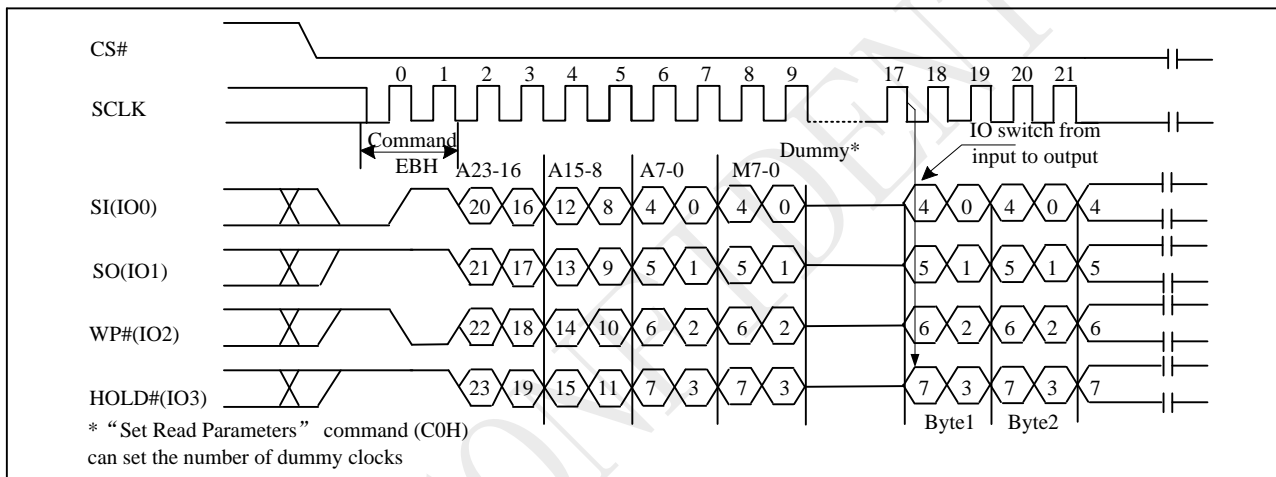 CS#
0 1 2 3 4 5 6 7 8 9 17 18 19 20 21
SCLK
Command
EBH
IO switch from
input to output
Dummy*
A23-16 A15-8 A7-0 M7-0
SI(IO0) 20 16 12 8 4 0 4 0 4 0 4 0 4
SO(IO1) 21 17 13 9 5 1 5 1 5 1 5 1 5
WP#(IO2) 22 18 14 10 6 2 6 2 6 2 6 2 6
HOLD#(IO3) 23 19 15 11 7 3 7 3 7 3 7 3 7
Byte1 Byte2
* “Set Read Parameters” command (C0H)
can set the number of dummy clocks